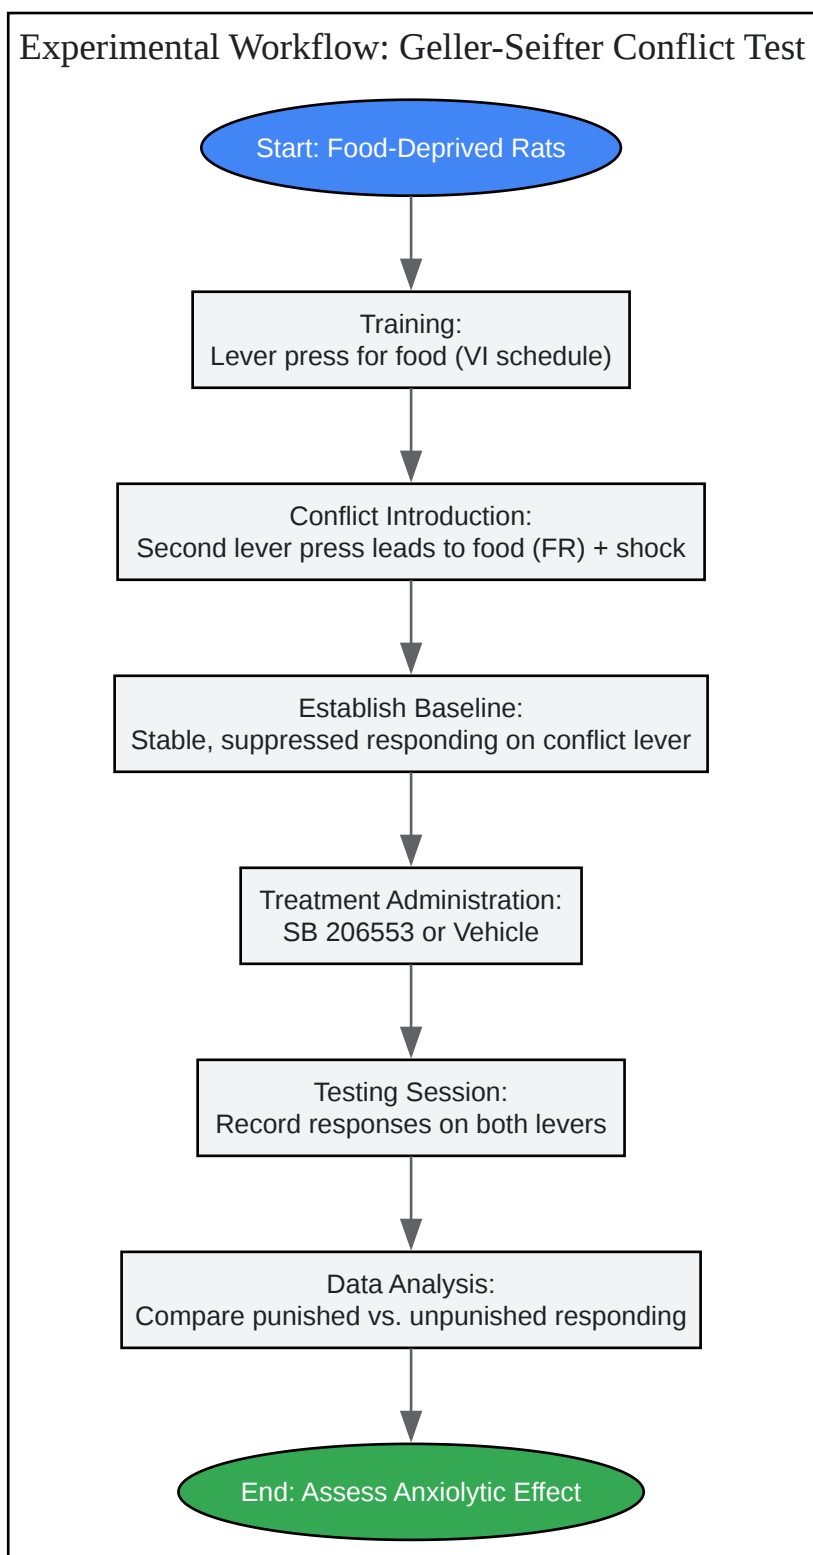 Experimental Workflow: Geller-Seifter Conflict Test
Start: Food-Deprived Rats
Training:
Lever press for food (VI schedule)
Conflict Introduction:
Second lever press leads to food (FR) + shock
Establish Baseline:
Stable, suppressed responding on conflict lever
Treatment Administration:
SB 206553 or Vehicle
Testing Session:
Record responses on both levers
Data Analysis:
Compare punished vs. unpunished responding
End: Assess Anxiolytic Effect